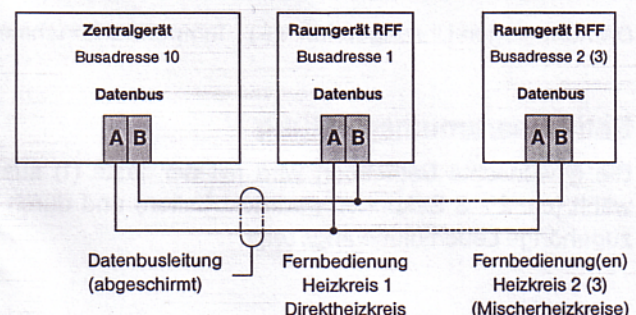 Zentralgerät
Busadresse 10
Datenbus
A B
Raumgerät RFF
Busadresse 1
Datenbus
A B
Raumgerät RFF
Busadresse 2 (3)
Datenbus
A B
Datenbusleitung
(abgeschirmt)
Fernbedienung
Heizkreis 1
Direktheizkreis
Fernbedienung(en)
Heizkreis 2 (3)
(Mischerheizkreise)